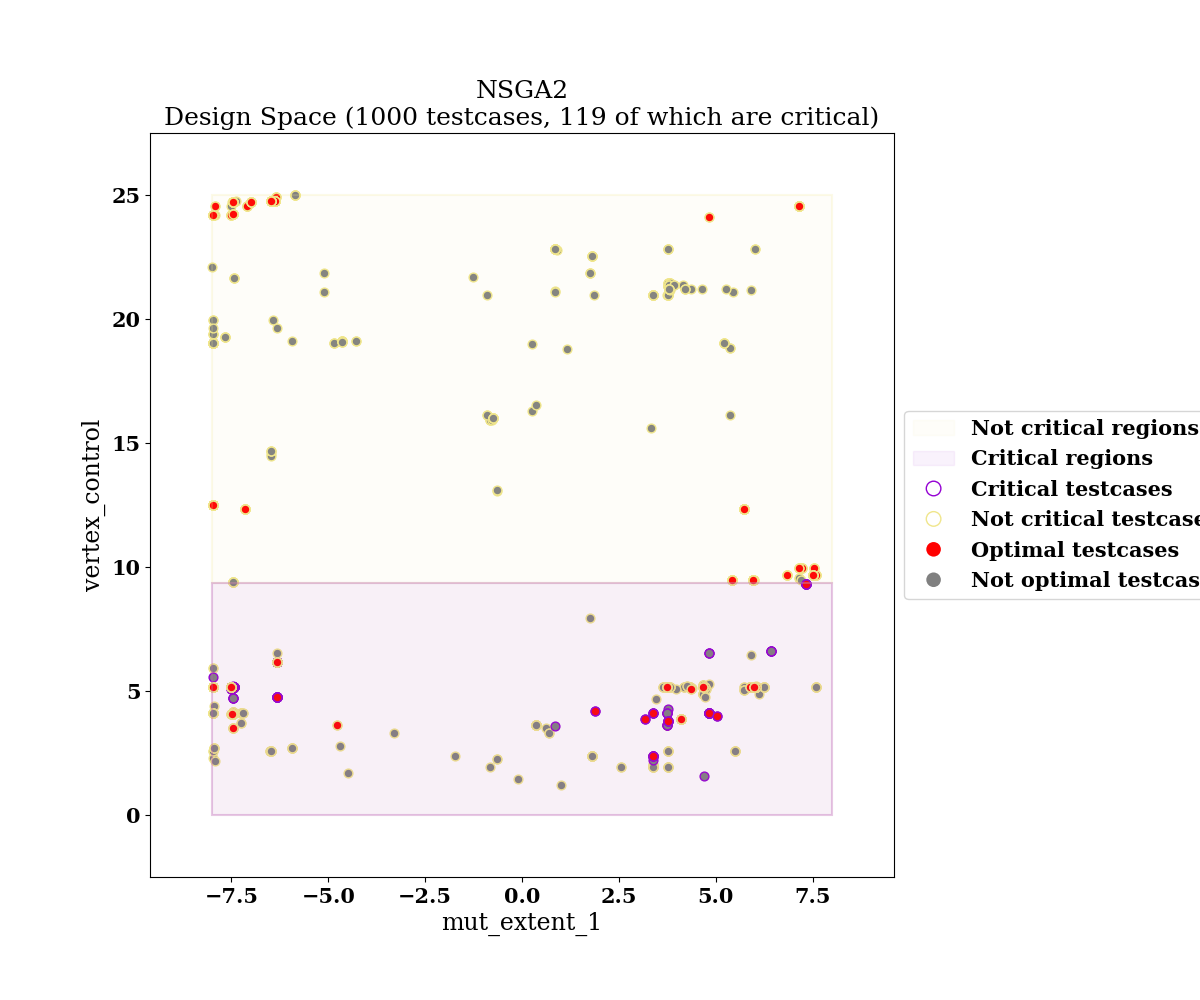 NSGA2
Design Space (1000 testcases, 119 of which are critical)
vertex_control
25
20
15
10
5
0
−7.5 −5.0 −2.5 0.0 2.5 5.0 7.5
mut_extent_1
Not critical regions
Critical regions
Critical testcases
Not critical testcase
Optimal testcases
Not optimal testcas